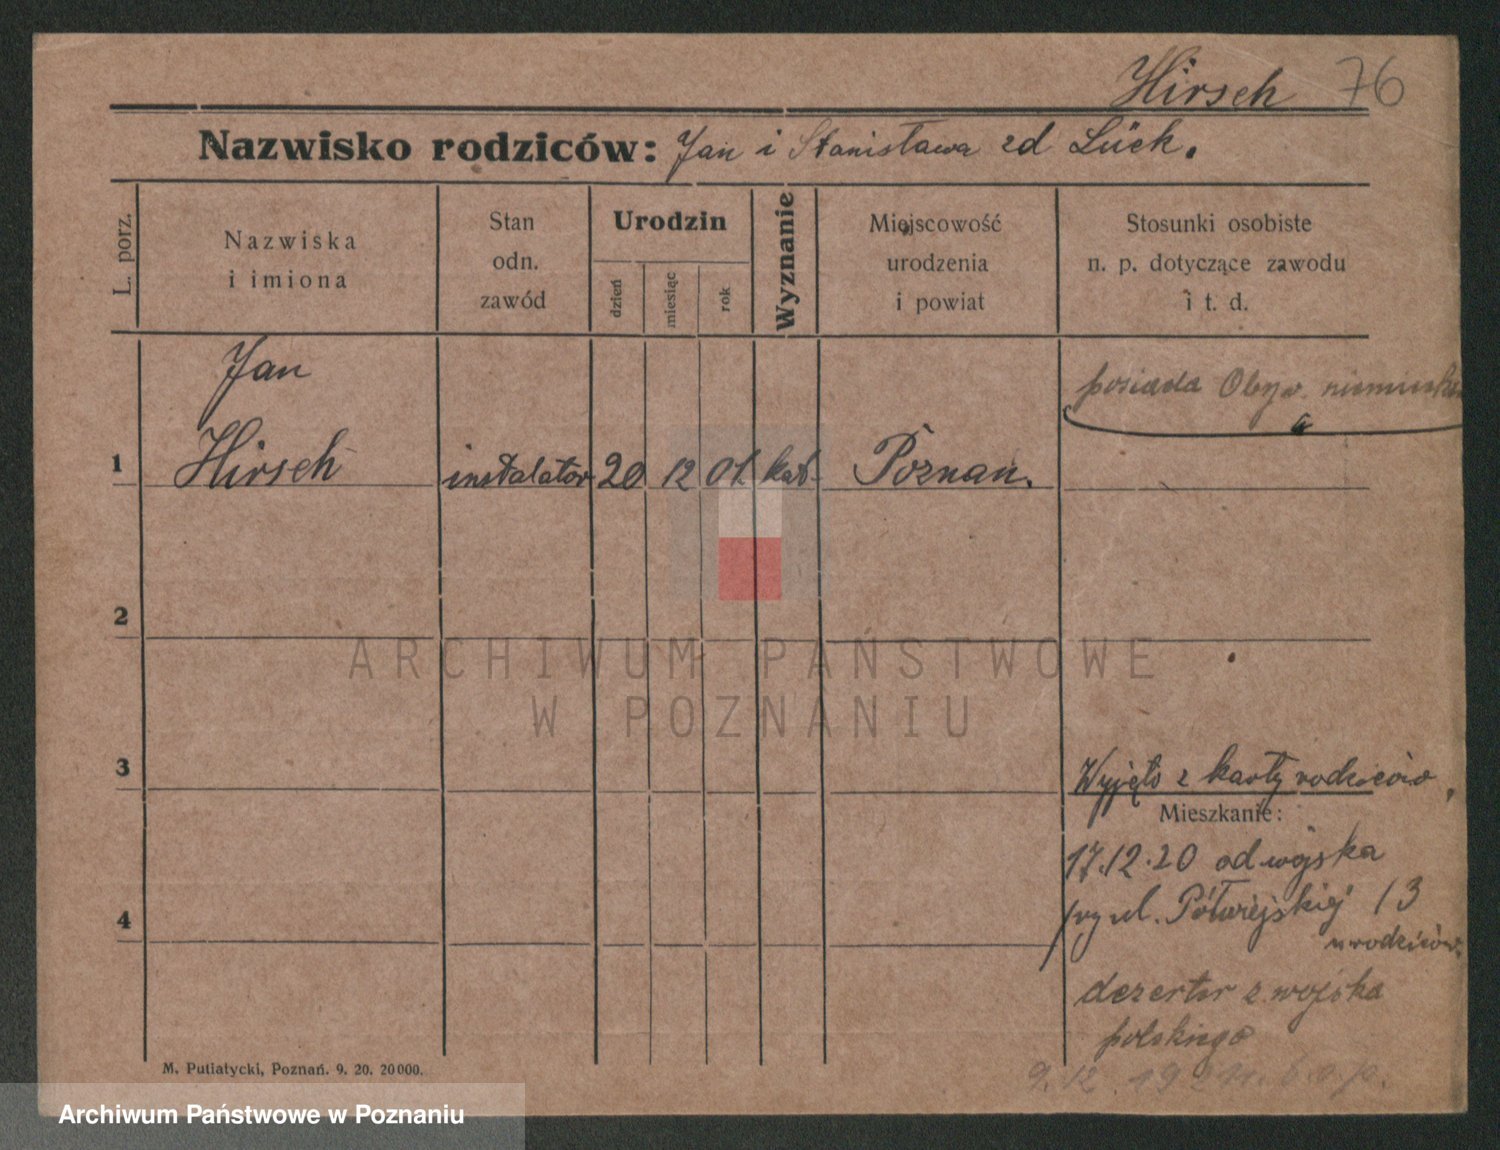 Hirsch 76
Nazwisko rodziców: Jan i Stanisława zd Lück.
L. porz.
Nazwiska
i imiona
Stan
odn.
zawód
Urodzin
dzień
miesiąc
rok
Wyznanie
Miejscowość
urodzenia
i powiat
Stosunki osobiste
n. p. dotyczące zawodu
i t. d.
posiada Obyw. niemieckie
Jan
1 Hirsch instalator 20 12 01. kat. Poznań.
2
3
Wyjęto z karty rodziców.
Mieszkanie:
17.12.20 od wojska
4
przy ul. Półwiejskiej 13
u rodziców.
dezerter z wojska
polskiego
9.12 1921r.
M. Putiatycki, Poznań. 9. 20. 20000.
ARCHIWUM PAŃSTWOWE
W POZNANIU
Archiwum Państwowe w Poznaniu